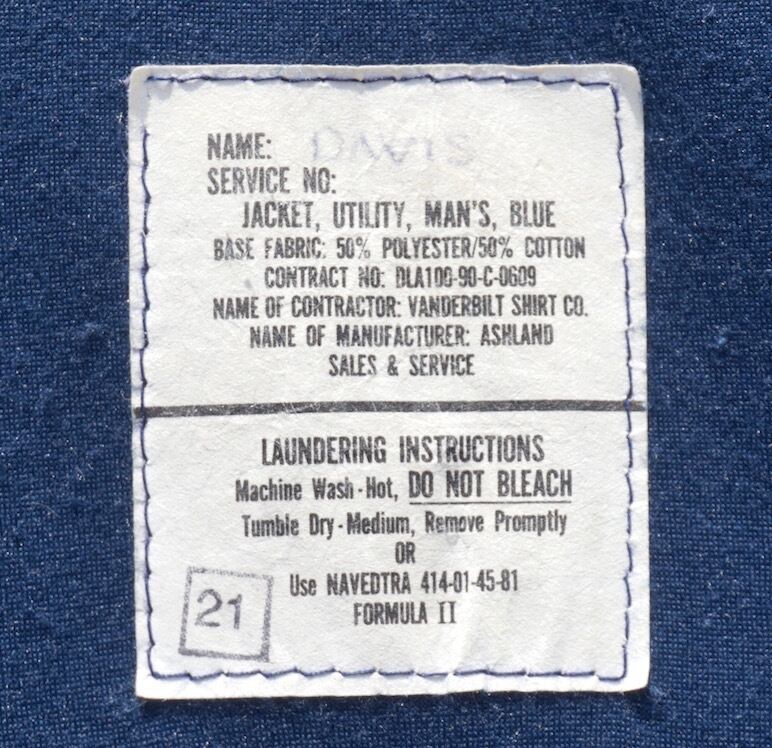 NAME: DAVIS
SERVICE NO:
JACKET, UTILITY, MAN'S, BLUE
BASE FABRIC: 50% POLYESTER/50% COTTON
CONTRACT NO: DLA100-90-C-0609
NAME OF CONTRACTOR: VANDERBILT SHIRT CO.
NAME OF MANUFACTURER: ASHLAND
SALES & SERVICE
LAUNDERING INSTRUCTIONS
Machine Wash-Hot, DO NOT BLEACH
Tumble Dry-Medium, Remove Promptly
OR
Use NAVEDTRA 414-01-45-81
FORMULA II
21